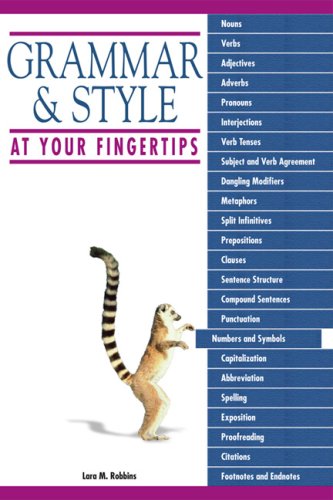 GRAMMAR
& STYLE
AT YOUR FINGERTIPS
Nouns
Verbs
Adjectives
Adverbs
Pronouns
Interjections
Verb Tenses
Subject and Verb Agreement
Dangling Modifiers
Metaphors
Split Infinitives
Prepositions
Clauses
Sentence Structure
Compound Sentences
Punctuation
Numbers and Symbols
Capitalization
Abbreviation
Spelling
Exposition
Proofreading
Citations
Footnotes and Endnotes
Lara M. Robbins